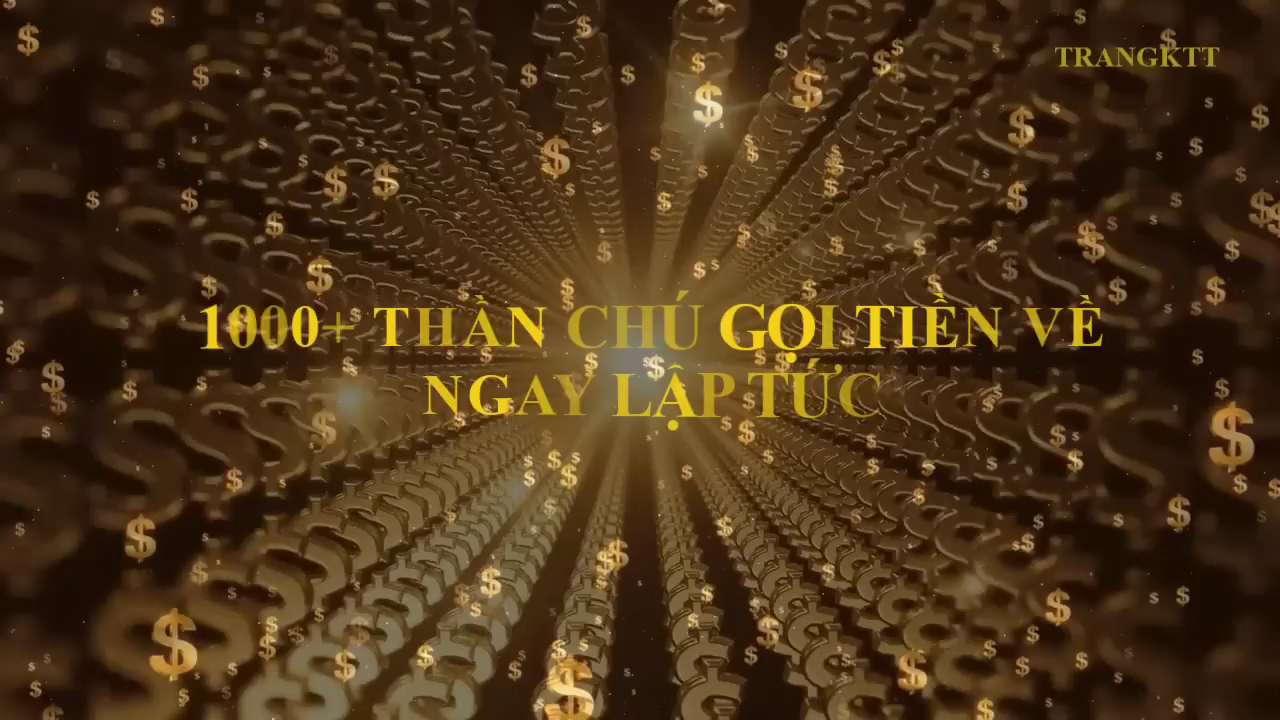 TRANGKTT
1000+ THẦN CHÚ GỌI TIỀN VỀ
NGAY LẬP TỨC